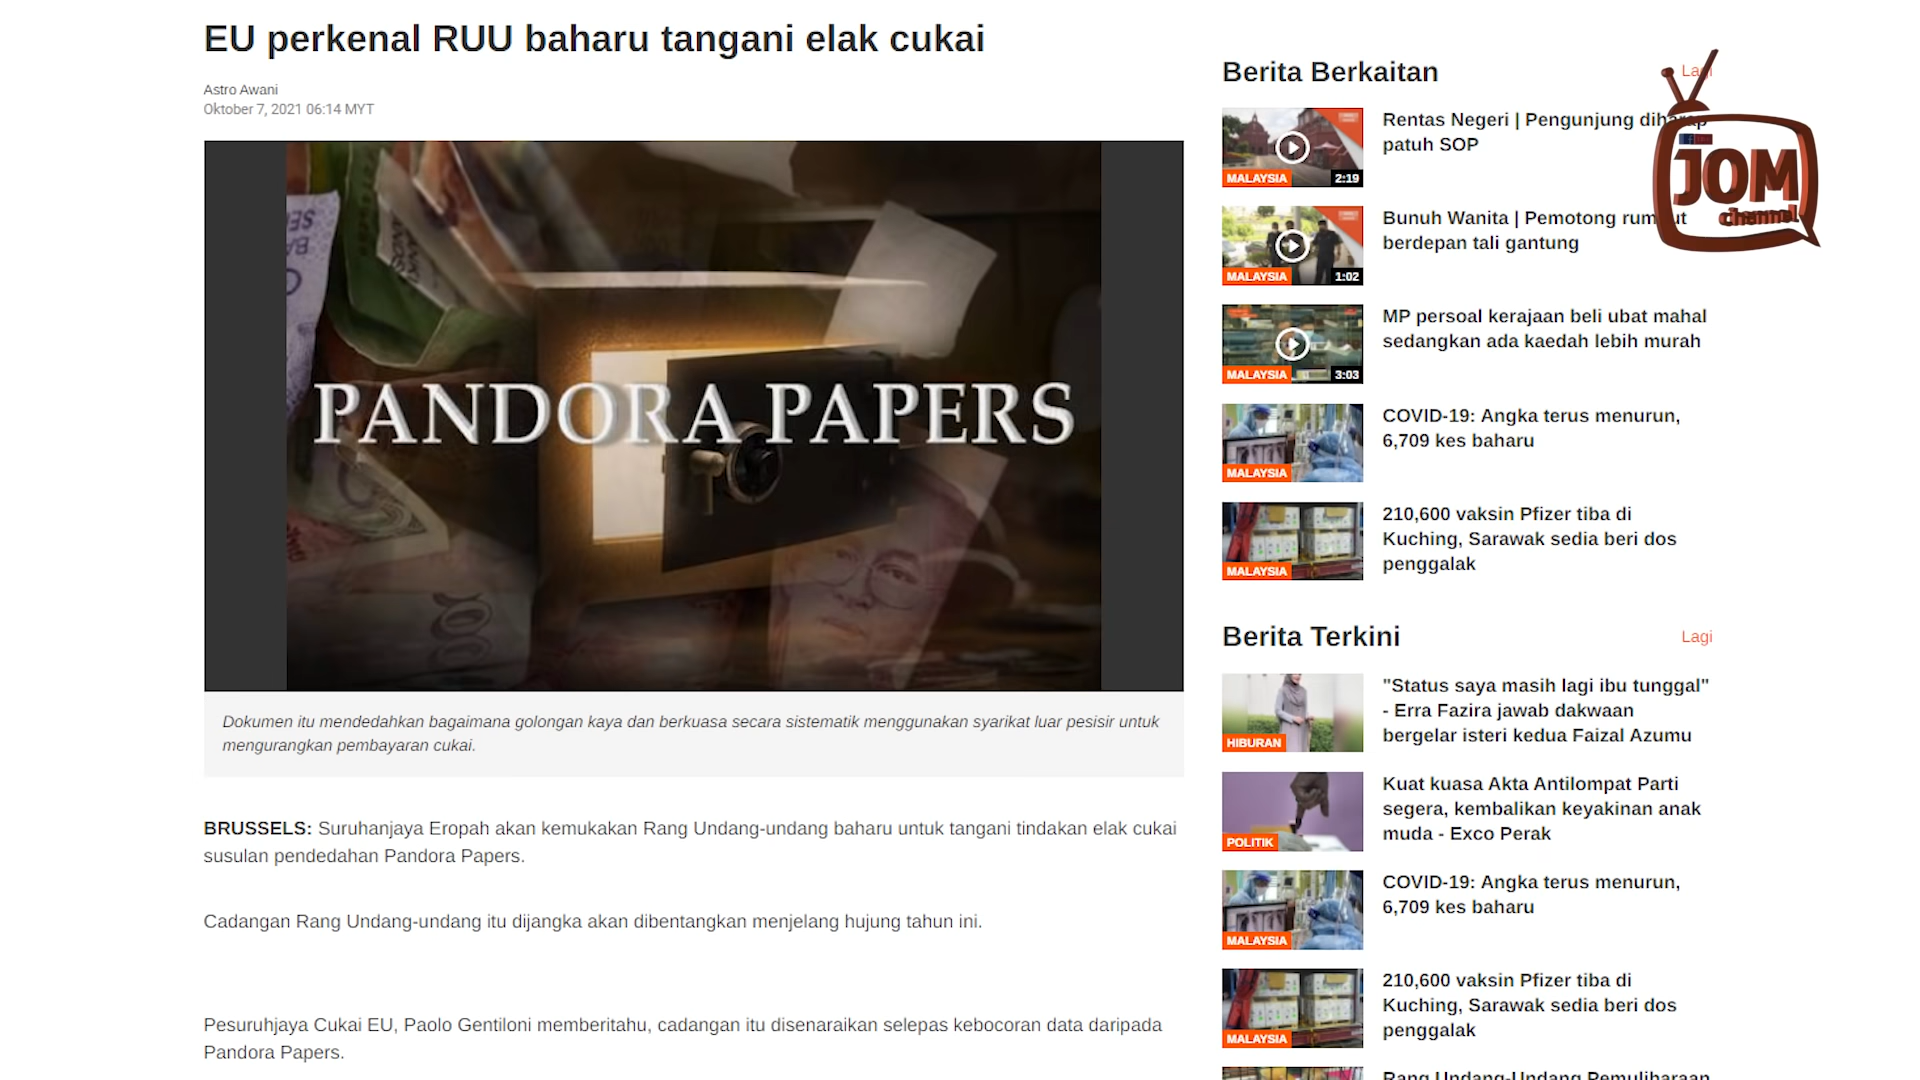 EU perkenal RUU baharu tangani elak cukai
Astro Awani
Oktober 7, 2021 06:14 MYT
PANDORA PAPERS
Dokumen itu mendedahkan bagaimana golongan kaya dan berkuasa secara sistematik menggunakan syarikat luar pesisir untuk
mengurangkan pembayaran cukai.
BRUSSELS: Suruhanjaya Eropah akan kemukakan Rang Undang-undang baharu untuk tangani tindakan elak cukai
susulan pendedahan Pandora Papers.
Cadangan Rang Undang-undang itu dijangka akan dibentangkan menjelang hujung tahun ini.
Pesuruhjaya Cukai EU, Paolo Gentiloni memberitahu, cadangan itu disenaraikan selepas kebocoran data daripada
Pandora Papers.
Berita Berkaitan
Lagi
JOM
channel
Rentas Negeri | Pengunjung diharap
patuh SOP
MALAYSIA
2:19
Bunuh Wanita | Pemotong rumput
berdepan tali gantung
MALAYSIA
1:02
MP persoal kerajaan beli ubat mahal
sedangkan ada kaedah lebih murah
MALAYSIA
3:03
COVID-19: Angka terus menurun,
6,709 kes baharu
MALAYSIA
210,600 vaksin Pfizer tiba di
Kuching, Sarawak sedia beri dos
penggalak
MALAYSIA
Berita Terkini
Lagi
"Status saya masih lagi ibu tunggal"
- Erra Fazira jawab dakwaan
bergelar isteri kedua Faizal Azumu
HIBURAN
Kuat kuasa Akta Antilompat Parti
segera, kembalikan keyakinan anak
muda - Exco Perak
POLITIK
COVID-19: Angka terus menurun,
6,709 kes baharu
MALAYSIA
210,600 vaksin Pfizer tiba di
Kuching, Sarawak sedia beri dos
penggalak
MALAYSIA
Rang Undang-Undang Pemuliharaan